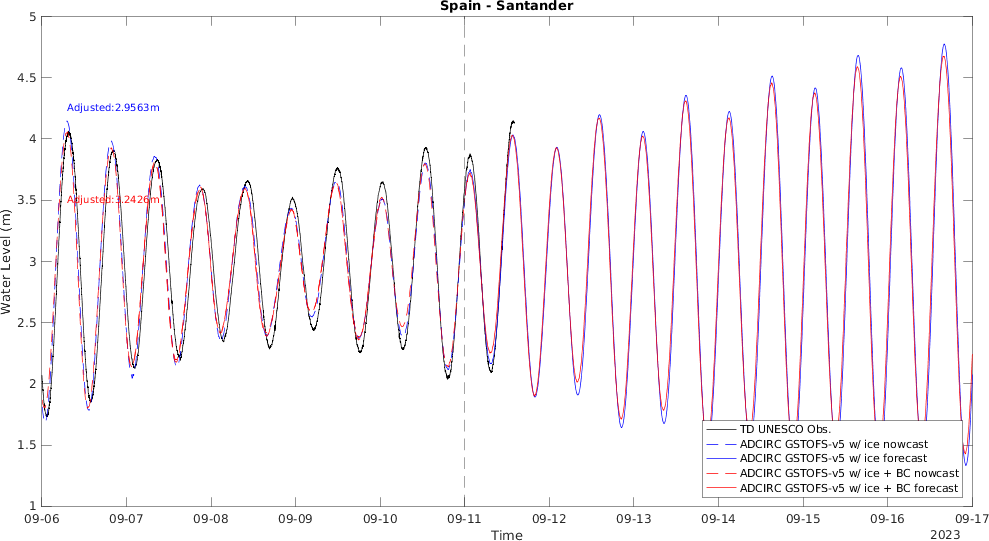 Spain - Santander
Water Level (m)
5
4.5
4
3.5
3
2.5
2
1.5
1
Adjusted:2.9563m
Adjusted:3.2426m
TD UNESCO Obs.
ADCIRC GSTOFS-v5 w/ ice nowcast
ADCIRC GSTOFS-v5 w/ ice forecast
ADCIRC GSTOFS-v5 w/ ice + BC nowcast
ADCIRC GSTOFS-v5 w/ ice + BC forecast
09-06 09-07 09-08 09-09 09-10 09-11 09-12 09-13 09-14 09-15 09-16 09-17
Time
2023